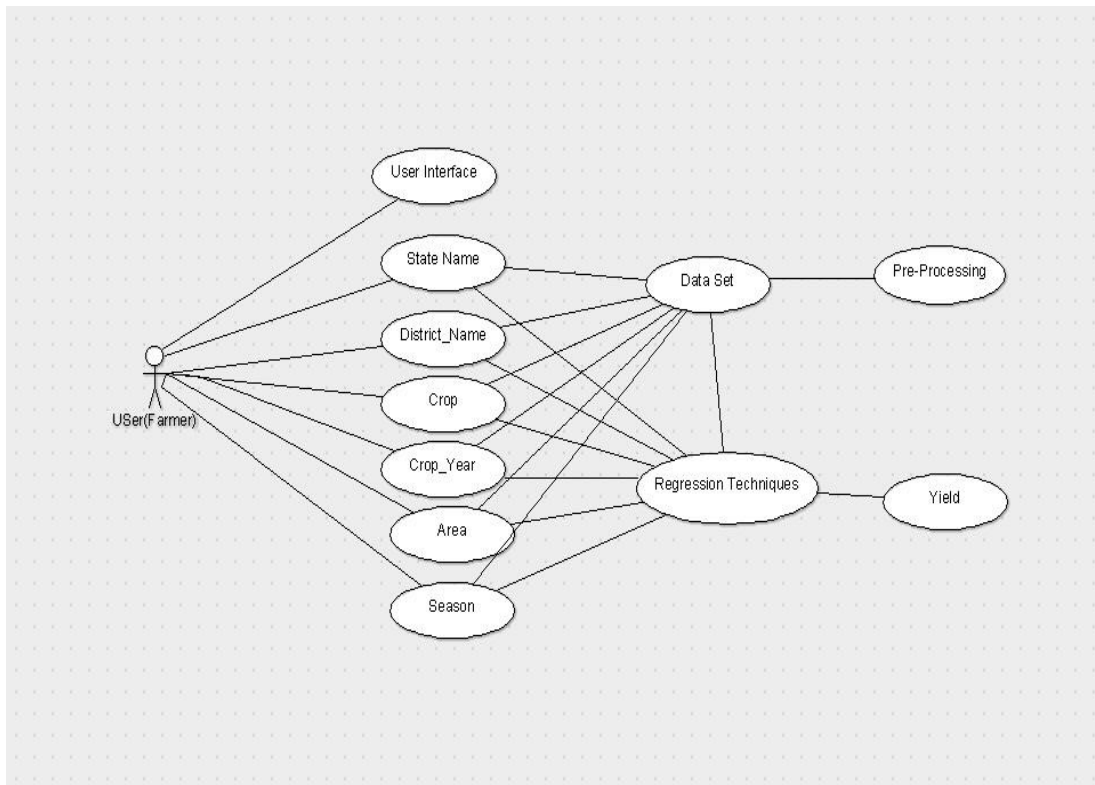 User Interface
State Name
Data Set
Pre-Processing
District_Name
Crop
USer(Farmer)
Crop_Year
Regression Techniques
Yield
Area
Season